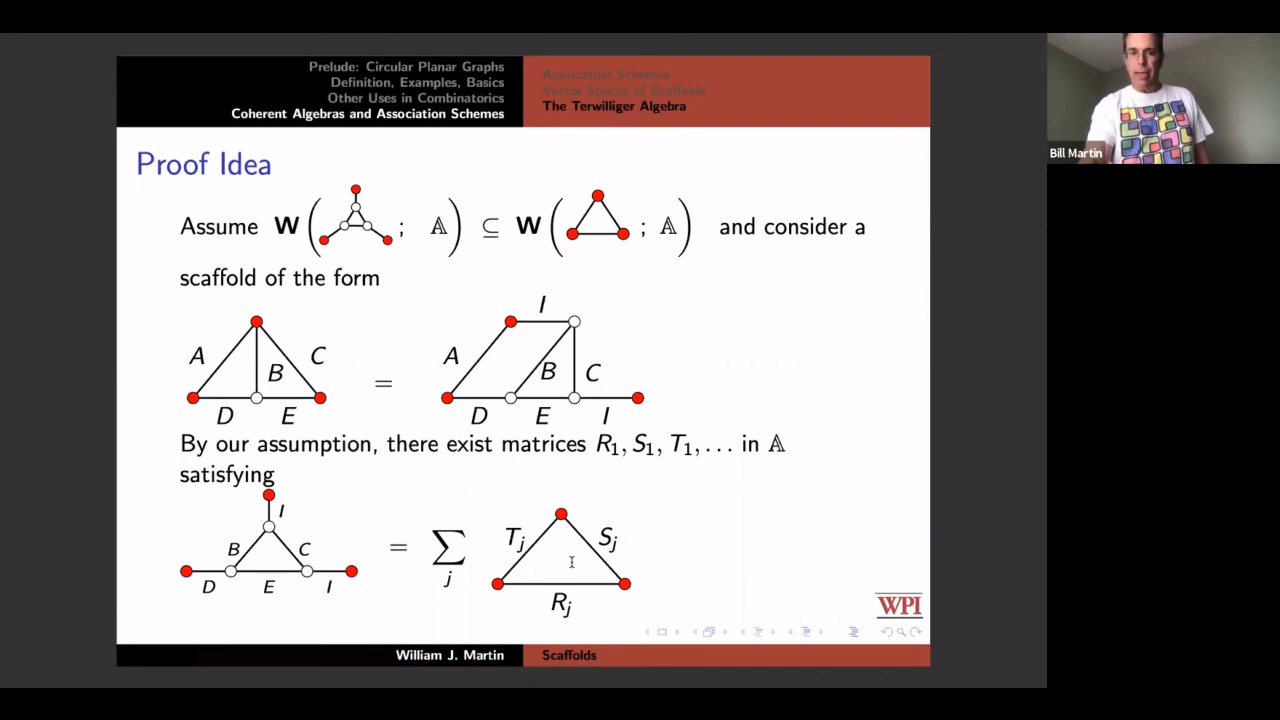 Prelude: Circular Planar Graphs
Definition, Examples, Basics
Other Uses in Combinatorics
Coherent Algebras and Association Schemes
Association Schemes
Vector Spaces of Scaffolds
The Terwilliger Algebra
Bill Martin
Proof Idea
Assume W( ; 𝔸) ⊆ W( ; 𝔸) and consider a
scaffold of the form
I
A B C = A B C
D E D E I
By our assumption, there exist matrices R₁, S₁, T₁, … in 𝔸
satisfying
I
B C = ∑ⱼ Tⱼ Sⱼ
D E I Rⱼ
WPI
William J. Martin Scaffolds